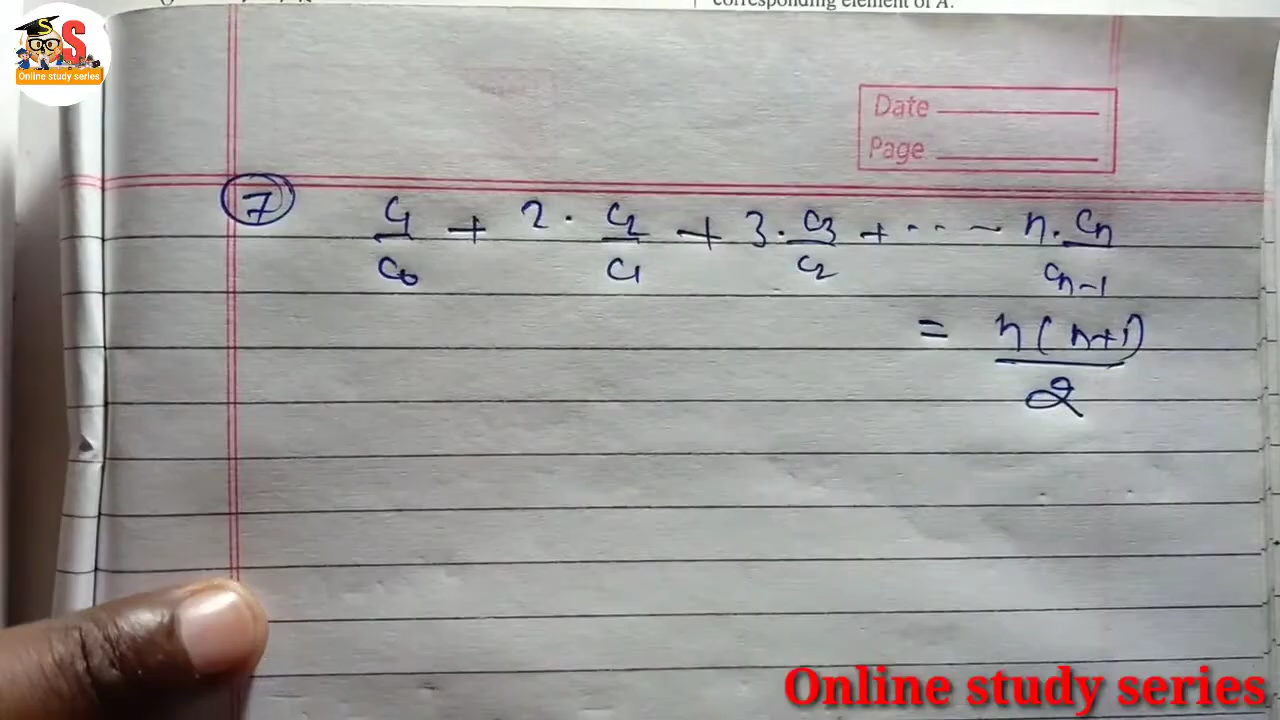 corresponding element of A.
S S
Online study series
Date
Page
7 C1/C0 + 2 · C2/C1 + 3 · C3/C2 + · · · – n · Cn/Cn-1
= n(n+1)/2
Online study series